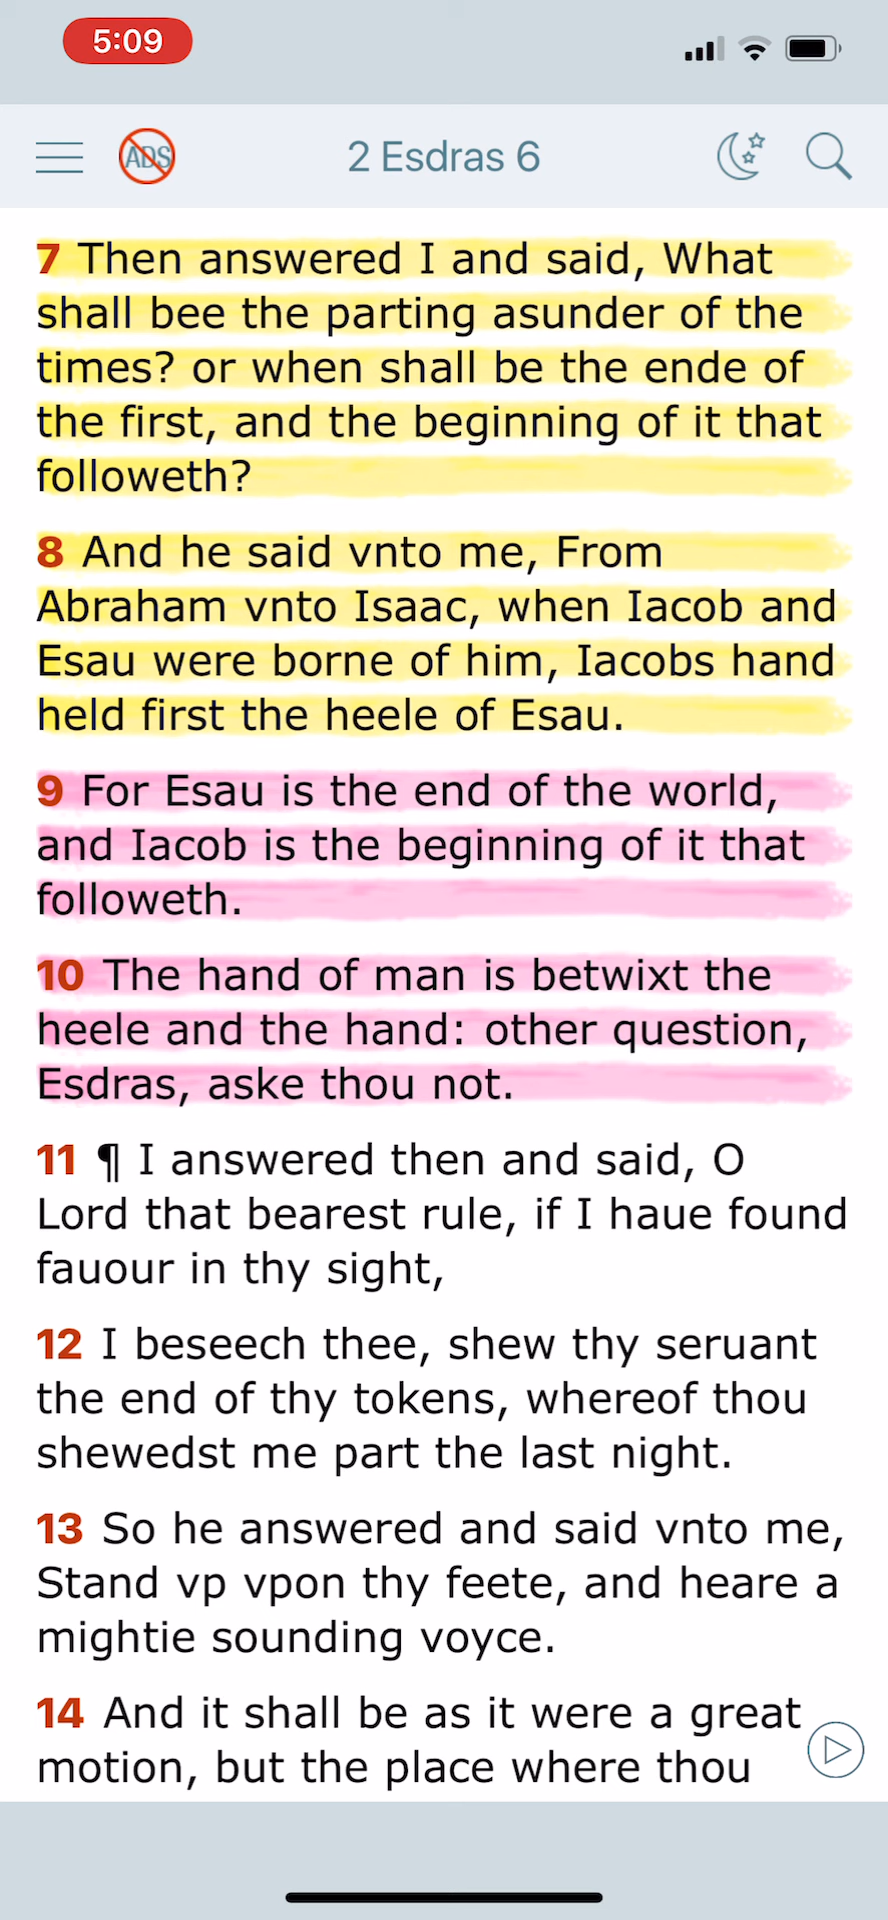 5:09
ADS
2 Esdras 6
7 Then answered I and said, What
shall bee the parting asunder of the
times? or when shall be the ende of
the first, and the beginning of it that
followeth?
8 And he said vnto me, From
Abraham vnto Isaac, when Iacob and
Esau were borne of him, Iacobs hand
held first the heele of Esau.
9 For Esau is the end of the world,
and Iacob is the beginning of it that
followeth.
10 The hand of man is betwixt the
heele and the hand: other question,
Esdras, aske thou not.
11 ¶ I answered then and said, O
Lord that bearest rule, if I haue found
fauour in thy sight,
12 I beseech thee, shew thy seruant
the end of thy tokens, whereof thou
shewedst me part the last night.
13 So he answered and said vnto me,
Stand vp vpon thy feete, and heare a
mightie sounding voyce.
14 And it shall be as it were a great
motion, but the place where thou